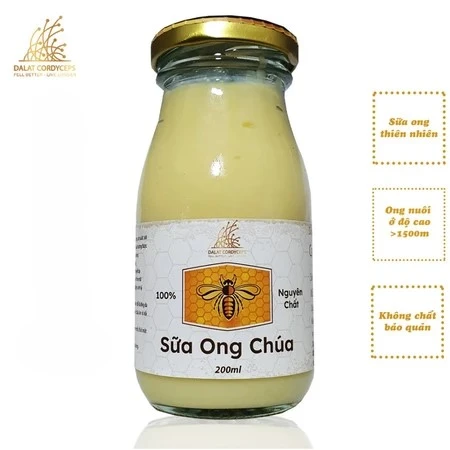 DALAT CORDYCEPS
Sữa ong
thiên nhiên
Ong nuôi
ở độ cao
>1500m
Không chất
bảo quản
DALAT CORDYCEPS
100%
Nguyên
Chất
Sữa Ong Chúa
200ml